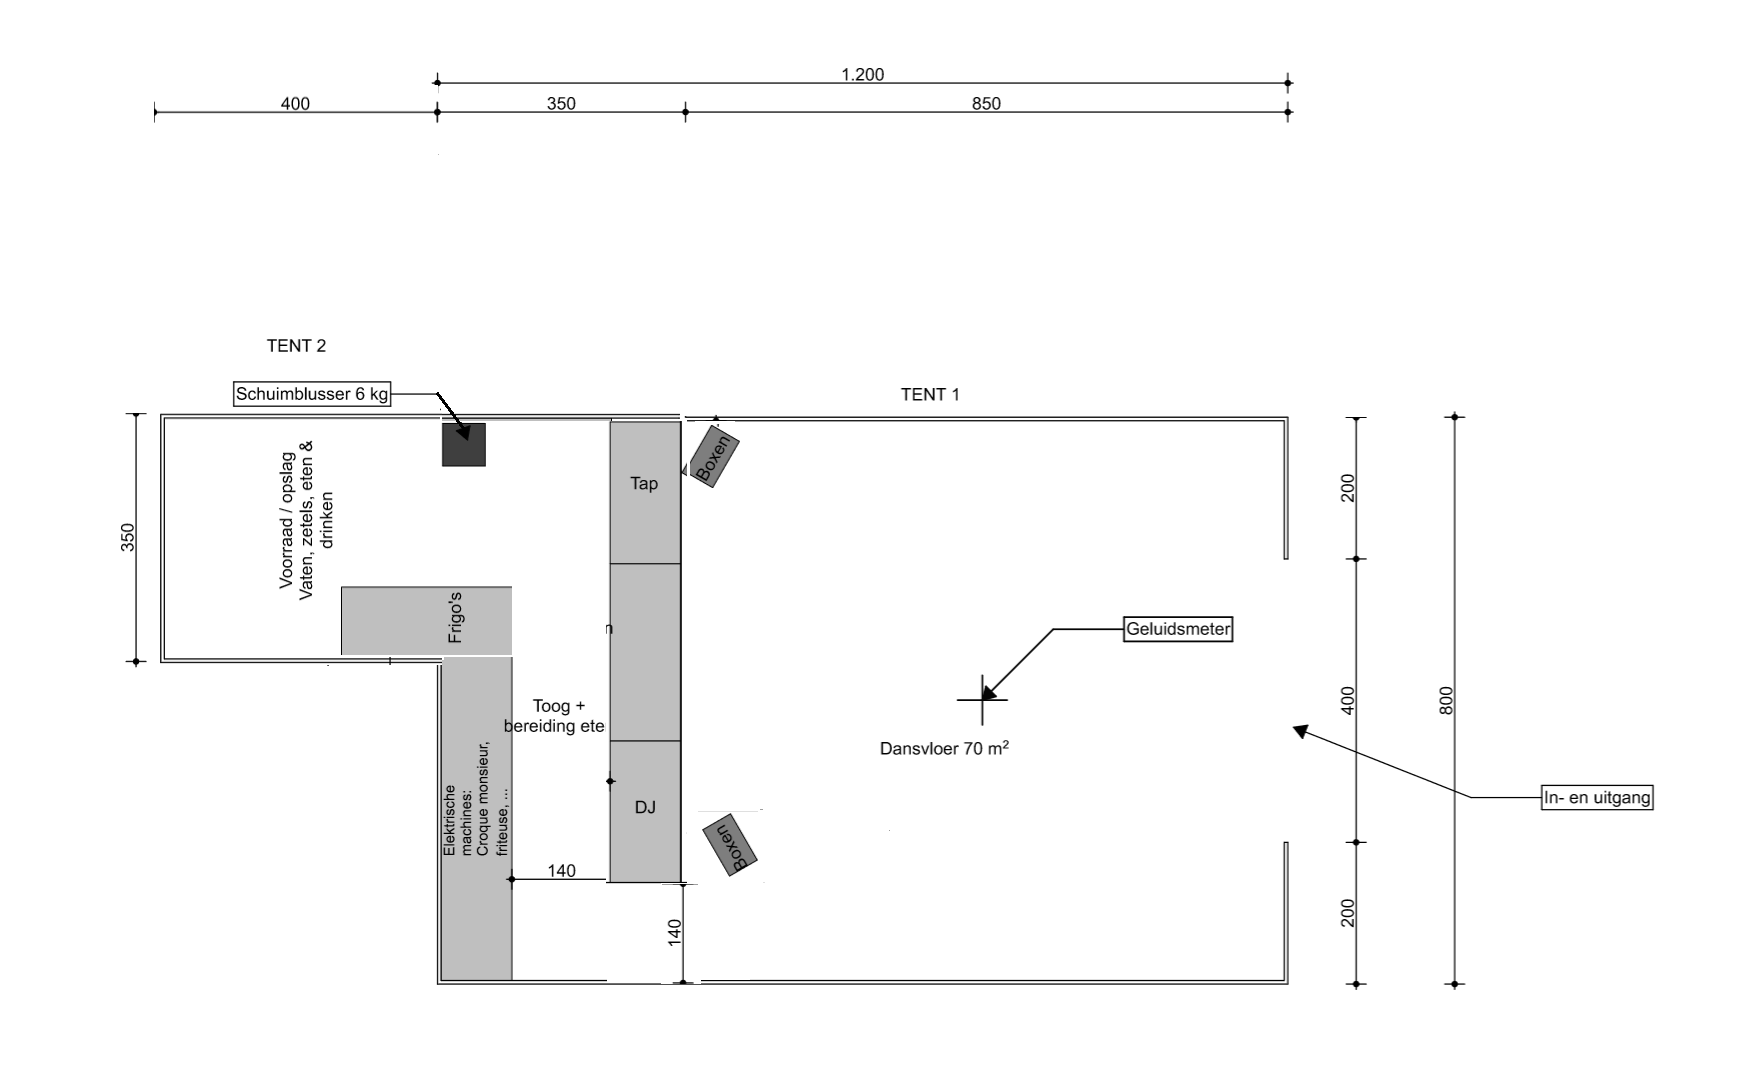 1.200
400
350
850
TENT 2
Schuimblusser 6 kg
TENT 1
350
Voorraad / opslag
Vaten, zetels, eten &
drinken
Frigo's
Tap
Boxen
200
Geluidsmeter
Toog +
bereiding ete
400
800
Dansvloer 70 m²
In- en uitgang
Elektrische
machines:
Croque monsieur,
friteuse, ...
DJ
Boxen
140
140
200